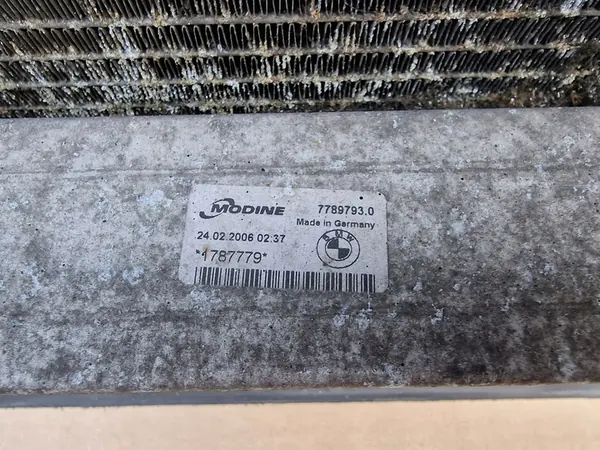 MODINE 7789793.0
Made in Germany
24.02.2006 02:37
BMW
*1787779*